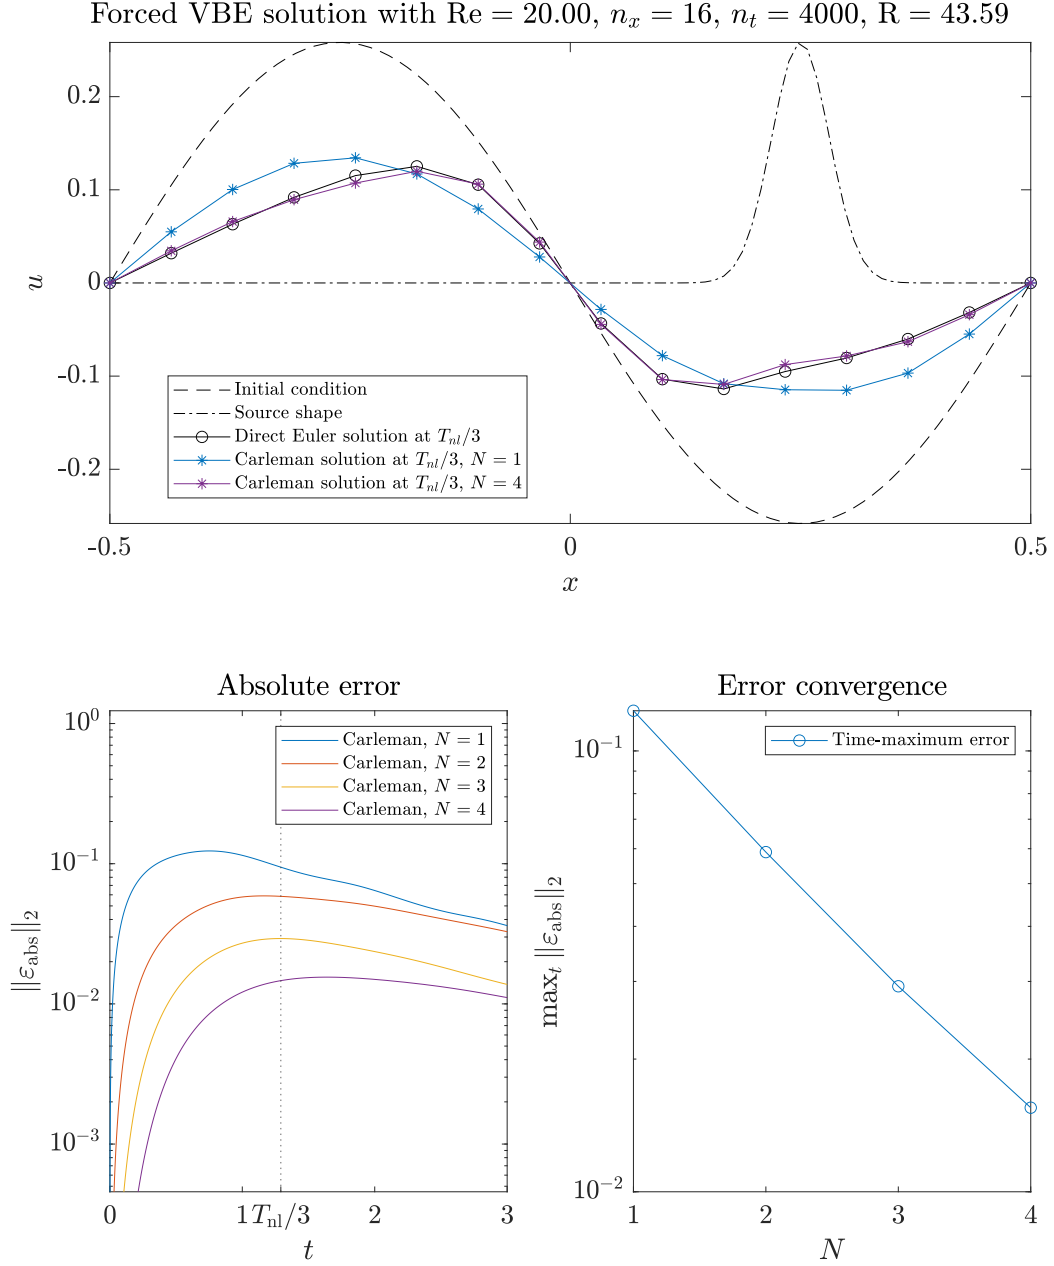 Forced VBE solution with Re = 20.00, n_x = 16, n_t = 4000, R = 43.59
0.2
0.1
0
-0.1
-0.2
u
Initial condition
Source shape
Direct Euler solution at T_nl/3
Carleman solution at T_nl/3, N = 1
Carleman solution at T_nl/3, N = 4
-0.5
0
0.5
x
Absolute error
10^0
10^-1
10^-2
10^-3
||ε_abs||_2
Carleman, N = 1
Carleman, N = 2
Carleman, N = 3
Carleman, N = 4
0 1 T_nl/3 2 3
t
Error convergence
10^-1
10^-2
max_t ||ε_abs||_2
Time-maximum error
1 2 3 4
N